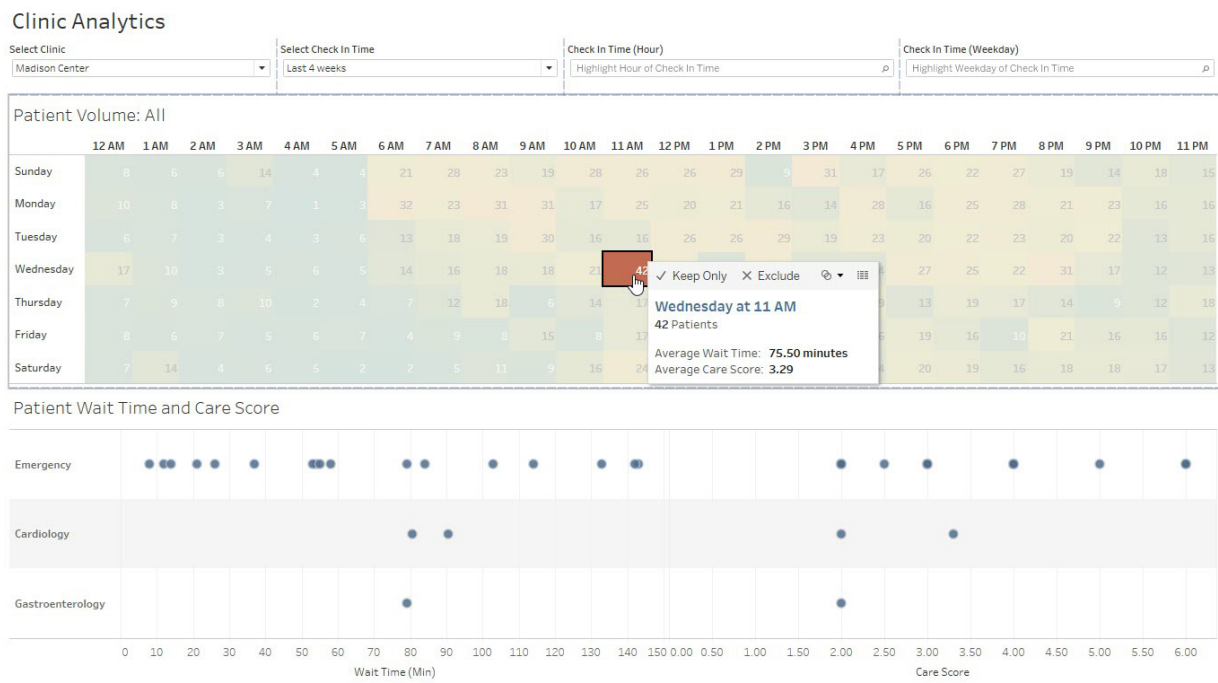 Clinic Analytics
Select Clinic Select Check In Time Check In Time (Hour) Check In Time (Weekday)
Madison Center Last 4 weeks Highlight Hour of Check In Time Highlight Weekday of Check In Time
Patient Volume: All
12 AM 1 AM 2 AM 3 AM 4 AM 5 AM 6 AM 7 AM 8 AM 9 AM 10 AM 11 AM 12 PM 1 PM 2 PM 3 PM 4 PM 5 PM 6 PM 7 PM 8 PM 9 PM 10 PM 11 PM
Sunday 8 6 6 14 4 4 21 28 23 19 28 26 26 29 9 31 17 26 22 27 19 14 18 15
Monday 10 8 3 7 1 3 32 23 31 31 17 25 20 21 16 14 28 16 25 28 21 23 16 16
Tuesday 6 7 3 4 3 6 13 18 19 30 16 16 26 26 29 19 23 20 22 23 20 22 13 16
Wednesday 17 10 3 5 6 5 14 16 18 18 21 42 27 25 22 31 17 12 13
Thursday 7 9 8 10 2 4 7 12 18 6 14 13 19 17 14 9 12 18
Friday 8 6 7 5 6 7 4 9 8 15 8 19 16 10 21 16 16 12
Saturday 7 14 4 6 5 2 2 5 11 9 16 20 19 16 18 18 17 13
Keep Only Exclude
Wednesday at 11 AM
42 Patients
Average Wait Time: 75.50 minutes
Average Care Score: 3.29
Patient Wait Time and Care Score
Emergency
Cardiology
Gastroenterology
0 10 20 30 40 50 60 70 80 90 100 110 120 130 140 150 0.00 0.50 1.00 1.50 2.00 2.50 3.00 3.50 4.00 4.50 5.00 5.50 6.00
Wait Time (Min) Care Score